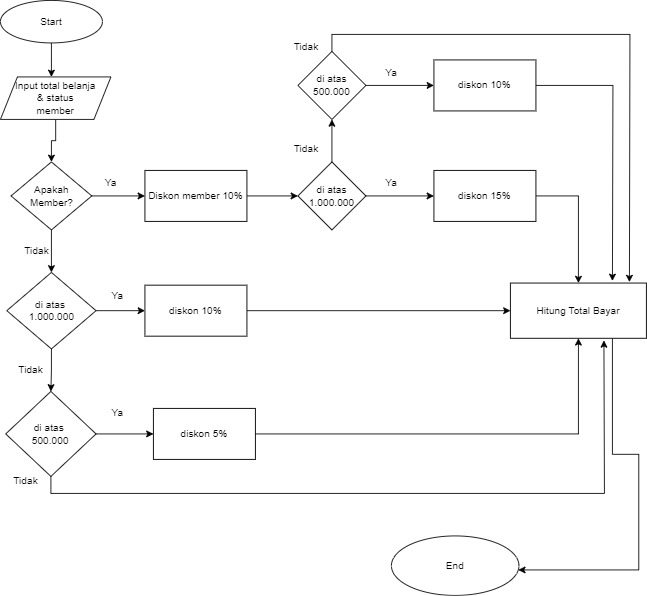 Start
Input total belanja
& status
member
Apakah
Member?
Ya
Diskon member 10%
di atas
1.000.000
Ya
diskon 15%
Tidak
di atas
500.000
Ya
diskon 10%
Tidak
Tidak
di atas
1.000.000
Ya
diskon 10%
Hitung Total Bayar
Tidak
di atas
500.000
Ya
diskon 5%
Tidak
End